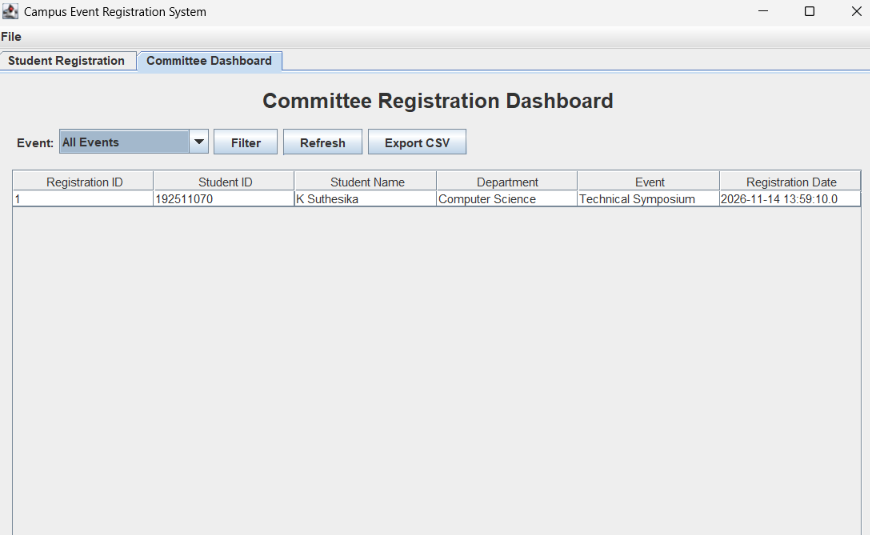 Campus Event Registration System
File
Student Registration Committee Dashboard
Committee Registration Dashboard
Event: All Events Filter Refresh Export CSV
Registration ID Student ID Student Name Department Event Registration Date
1 192511070 K Suthesika Computer Science Technical Symposium 2026-11-14 13:59:10.0